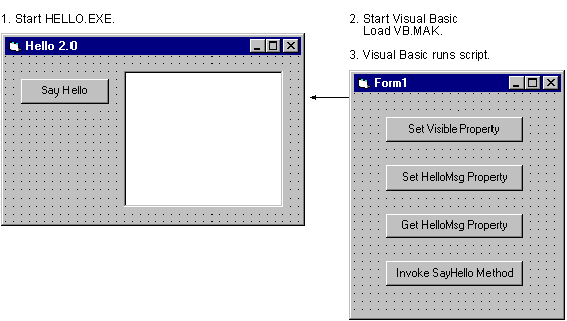 1. Start HELLO.EXE.
Hello 2.0
Say Hello
2. Start Visual Basic
Load VB.MAK.
3. Visual Basic runs script.
Form1
Set Visible Property
Set HelloMsg Property
Get HelloMsg Property
Invoke SayHello Method